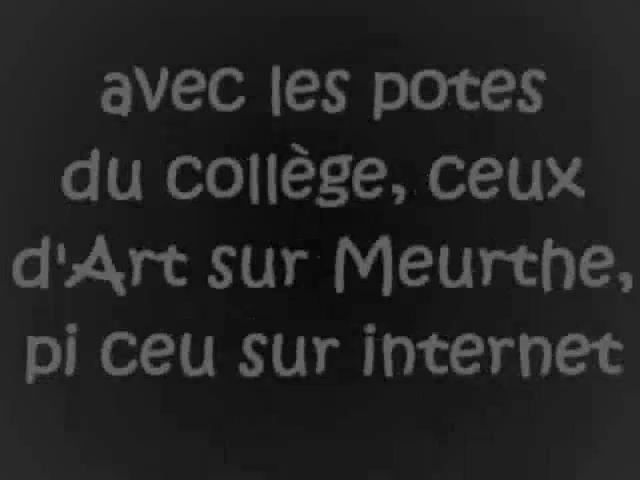 avec les potes
du collège, ceux
d'Art sur Meurthe,
pi ceu sur internet